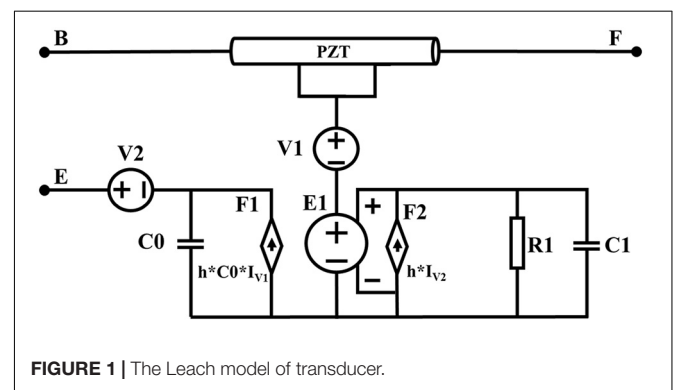 B
F
PZT
V1
+
−
V2
E
+ −
F1
E1
+
−
+
−
F2
C0
h*C0*I_V1
h*I_V2
R1
C1
FIGURE 1 | The Leach model of transducer.